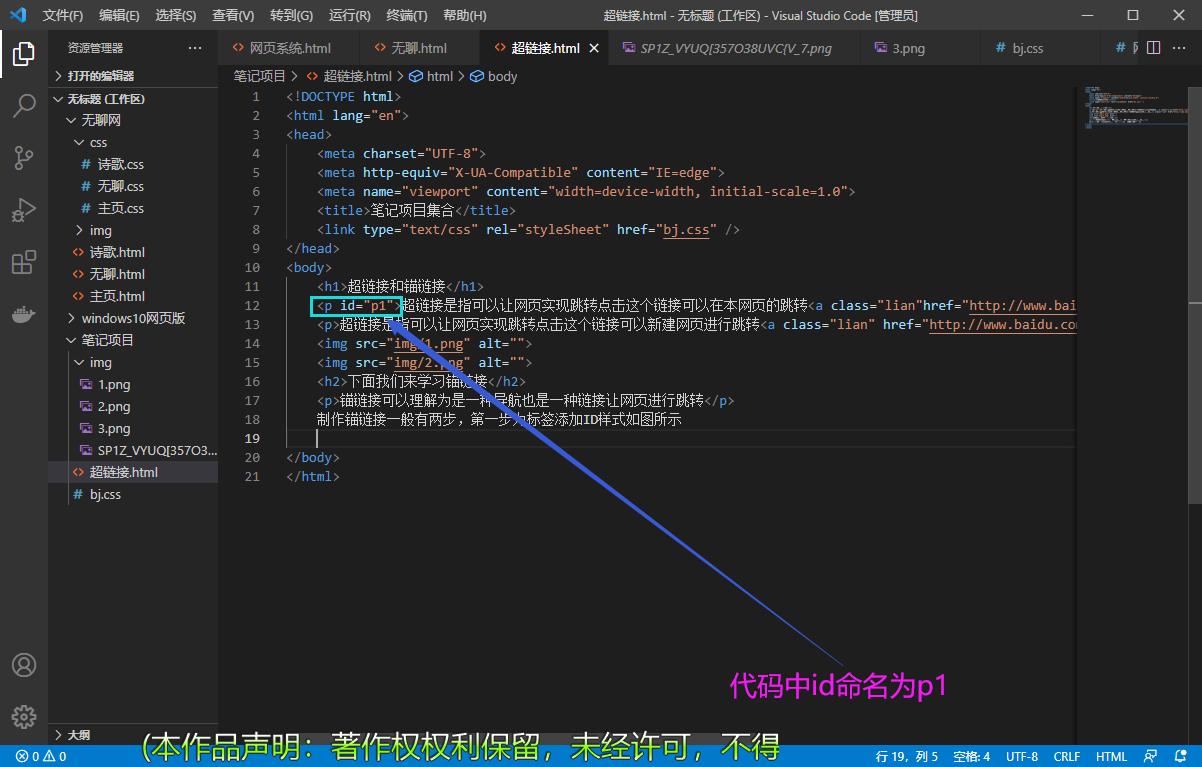 文件(F) 编辑(E) 选择(S) 查看(V) 转到(G) 运行(R) 终端(T) 帮助(H) 超链接.html - 无标题 (工作区) - Visual Studio Code [管理员]
资源管理器 ···
网页系统.html 无聊.html 超链接.html SP1Z_VYUQ[357O38UVC{V_7.png 3.png bj.css #
打开的编辑器
无标题 (工作区)
无聊网
css
# 诗歌.css
# 无聊.css
# 主页.css
img
<> 诗歌.html
<> 无聊.html
<> 主页.html
windows10网页版
笔记项目
img
1.png
2.png
3.png
SP1Z_VYUQ[357O3...
<> 超链接.html
# bj.css
大纲
笔记项目 > <> 超链接.html > html > body
1 <!DOCTYPE html>
2 <html lang="en">
3 <head>
4 <meta charset="UTF-8">
5 <meta http-equiv="X-UA-Compatible" content="IE=edge">
6 <meta name="viewport" content="width=device-width, initial-scale=1.0">
7 <title>笔记项目集合</title>
8 <link type="text/css" rel="styleSheet" href="bj.css" />
9 </head>
10 <body>
11 <h1>超链接和锚链接</h1>
12 <p id="p1">超链接是指可以让网页实现跳转点击这个链接可以在本网页的跳转<a class="lian"href="http://www.bai
13 <p>超链接是指可以让网页实现跳转点击这个链接可以新建网页进行跳转<a class="lian" href="http://www.baidu.co
14 <img src="img/1.png" alt="">
15 <img src="img/2.png" alt="">
16 <h2>下面我们来学习锚链接</h2>
17 <p>锚链接可以理解为是一种导航也是一种链接让网页进行跳转</p>
18 制作锚链接一般有两步，第一步为标签添加ID样式如图所示
19
20 </body>
21 </html>
代码中id命名为p1
(本作品声明：著作权权利保留，未经许可，不得
0 0 行 19，列 5 空格: 4 UTF-8 CRLF HTML